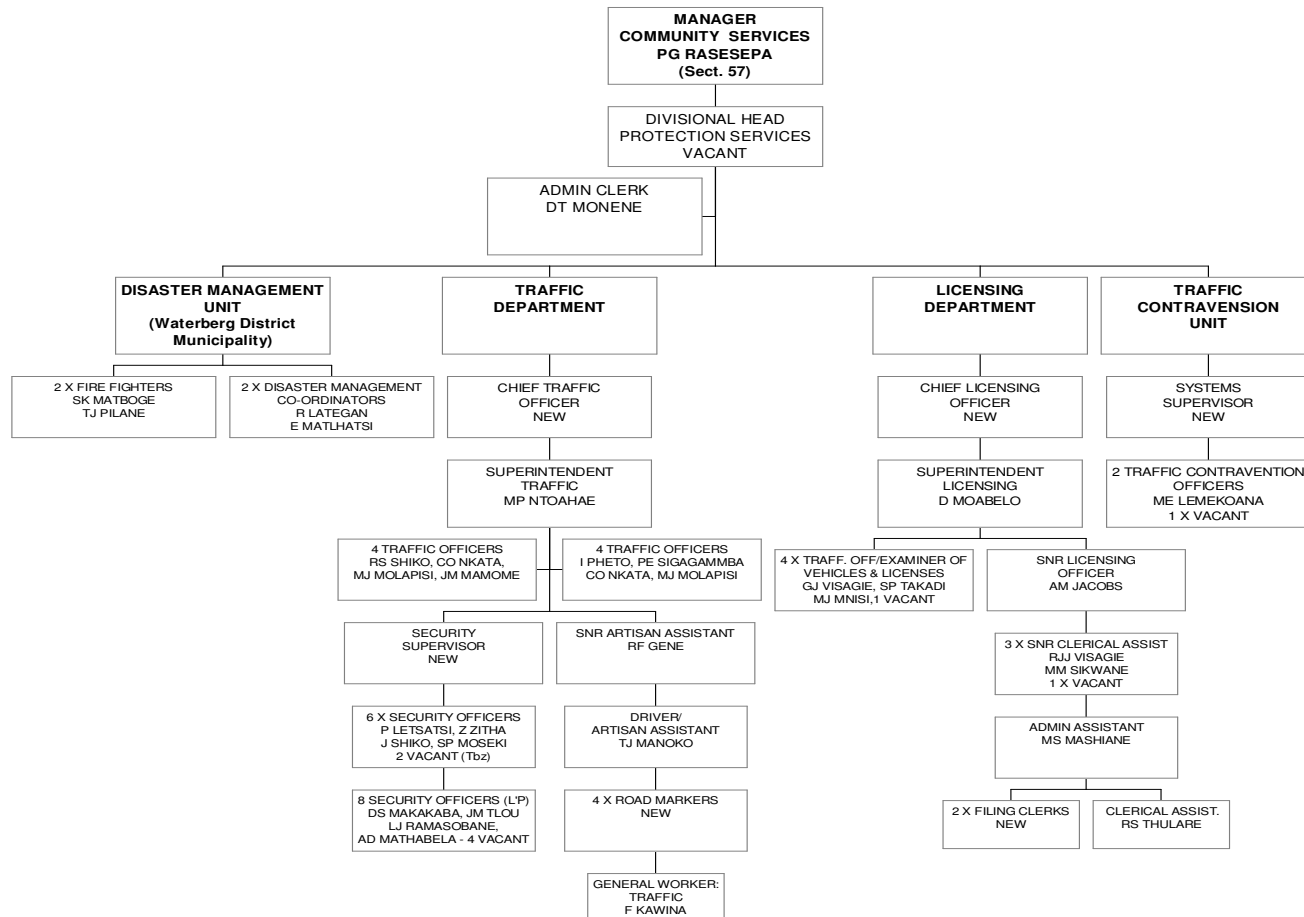 MANAGER
COMMUNITY SERVICES
PG RASESEPA
(Sect. 57)
DIVISIONAL HEAD
PROTECTION SERVICES
VACANT
ADMIN CLERK
DT MONENE
DISASTER MANAGEMENT
UNIT
(Waterberg District
Municipality)
TRAFFIC
DEPARTMENT
LICENSING
DEPARTMENT
TRAFFIC
CONTRAVENSION
UNIT
2 X FIRE FIGHTERS
SK MATBOGE
TJ PILANE
2 X DISASTER MANAGEMENT
CO-ORDINATORS
R LATEGAN
E MATLHATSI
CHIEF TRAFFIC
OFFICER
NEW
CHIEF LICENSING
OFFICER
NEW
SYSTEMS
SUPERVISOR
NEW
SUPERINTENDENT
TRAFFIC
MP NTOAHAE
SUPERINTENDENT
LICENSING
D MOABELO
2 TRAFFIC CONTRAVENTION
OFFICERS
ME LEMEKOANA
1 X VACANT
4 TRAFFIC OFFICERS
RS SHIKO, CO NKATA,
MJ MOLAPISI, JM MAMOME
4 TRAFFIC OFFICERS
I PHETO, PE SIGAGAMMBA
CO NKATA, MJ MOLAPISI
4 X TRAFF. OFF/EXAMINER OF
VEHICLES & LICENSES
GJ VISAGIE, SP TAKADI
MJ MNISI,1 VACANT
SNR LICENSING
OFFICER
AM JACOBS
SECURITY
SUPERVISOR
NEW
SNR ARTISAN ASSISTANT
RF GENE
3 X SNR CLERICAL ASSIST
RJJ VISAGIE
MM SIKWANE
1 X VACANT
6 X SECURITY OFFICERS
P LETSATSI, Z ZITHA
J SHIKO, SP MOSEKI
2 VACANT (Tbz)
DRIVER/
ARTISAN ASSISTANT
TJ MANOKO
ADMIN ASSISTANT
MS MASHIANE
8 SECURITY OFFICERS (L'P)
DS MAKAKABA, JM TLOU
LJ RAMASOBANE,
AD MATHABELA - 4 VACANT
4 X ROAD MARKERS
NEW
2 X FILING CLERKS
NEW
CLERICAL ASSIST.
RS THULARE
GENERAL WORKER:
TRAFFIC
F KAWINA